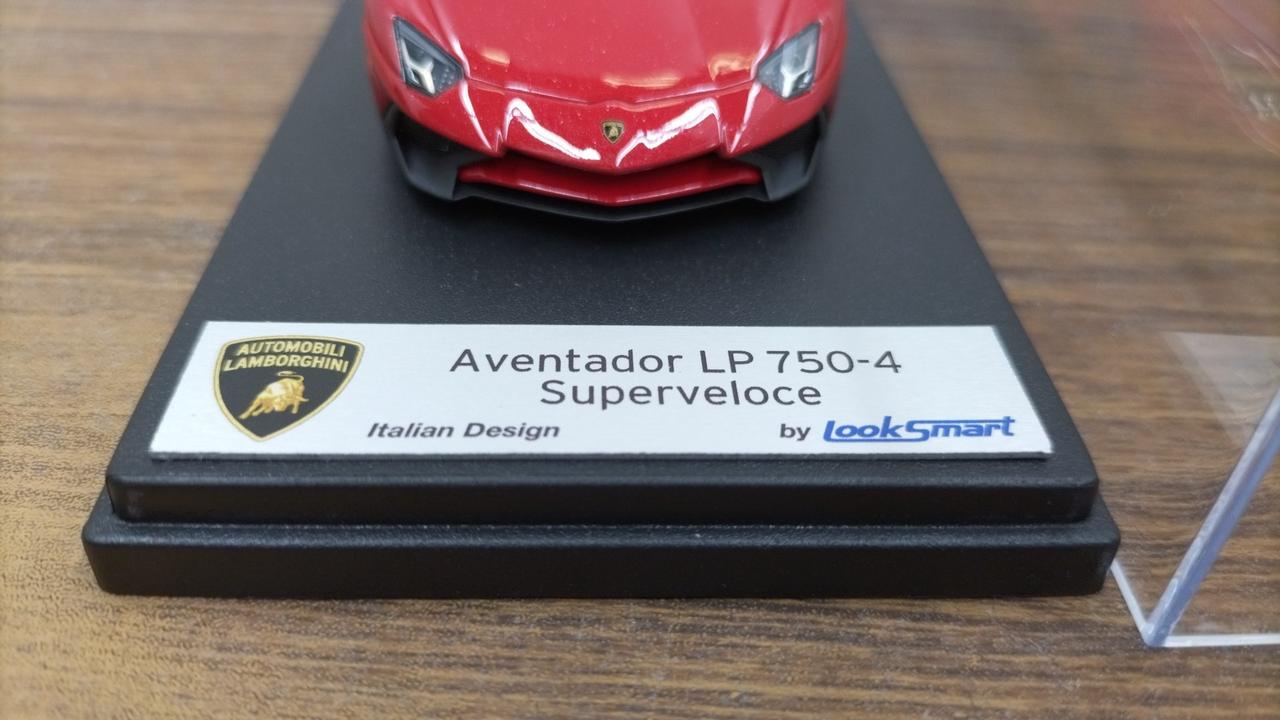 AUTOMOBILI
LAMBORGHINI
Aventador LP 750-4
Superveloce
Italian Design
by LookSmart